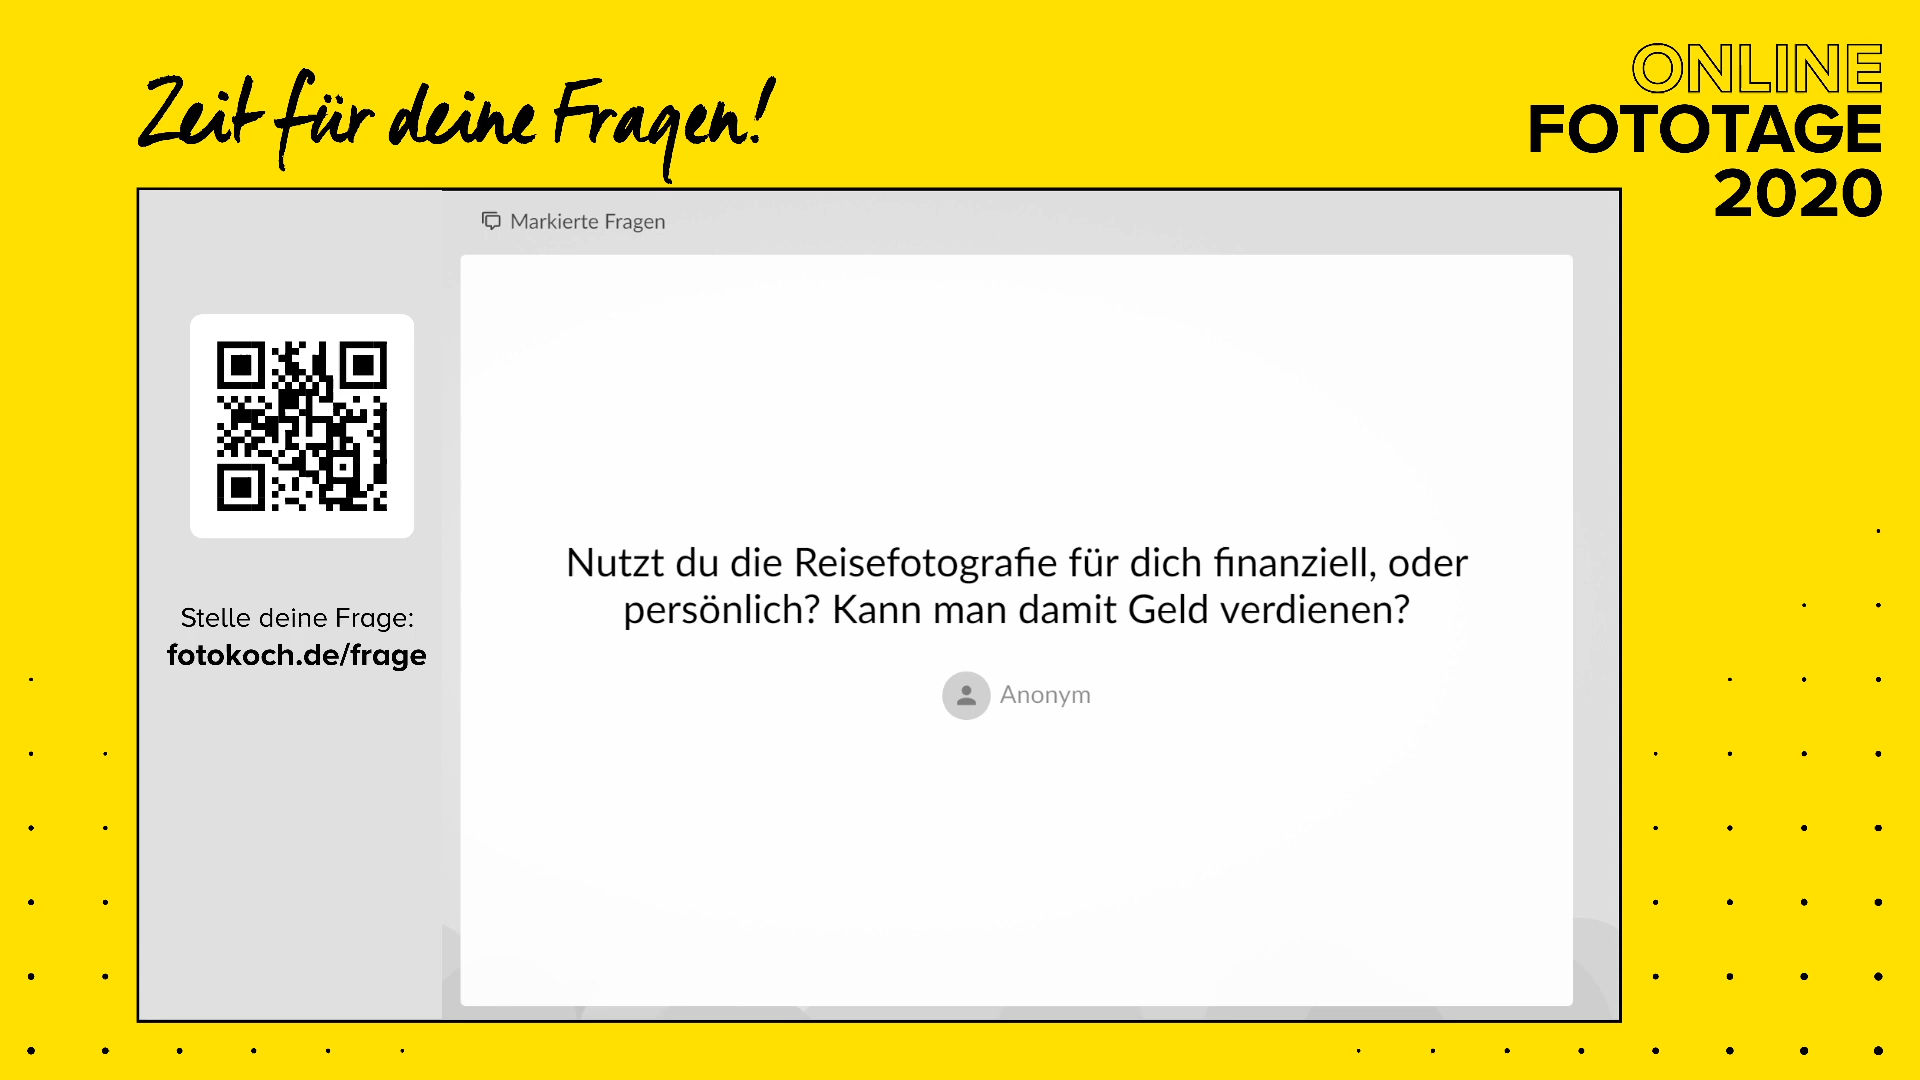 Zeit für deine Fragen!
ONLINE
FOTOTAGE
2020
Markierte Fragen
Stelle deine Frage:
fotokoch.de/frage
Nutzt du die Reisefotografie für dich finanziell, oder
persönlich? Kann man damit Geld verdienen?
Anonym